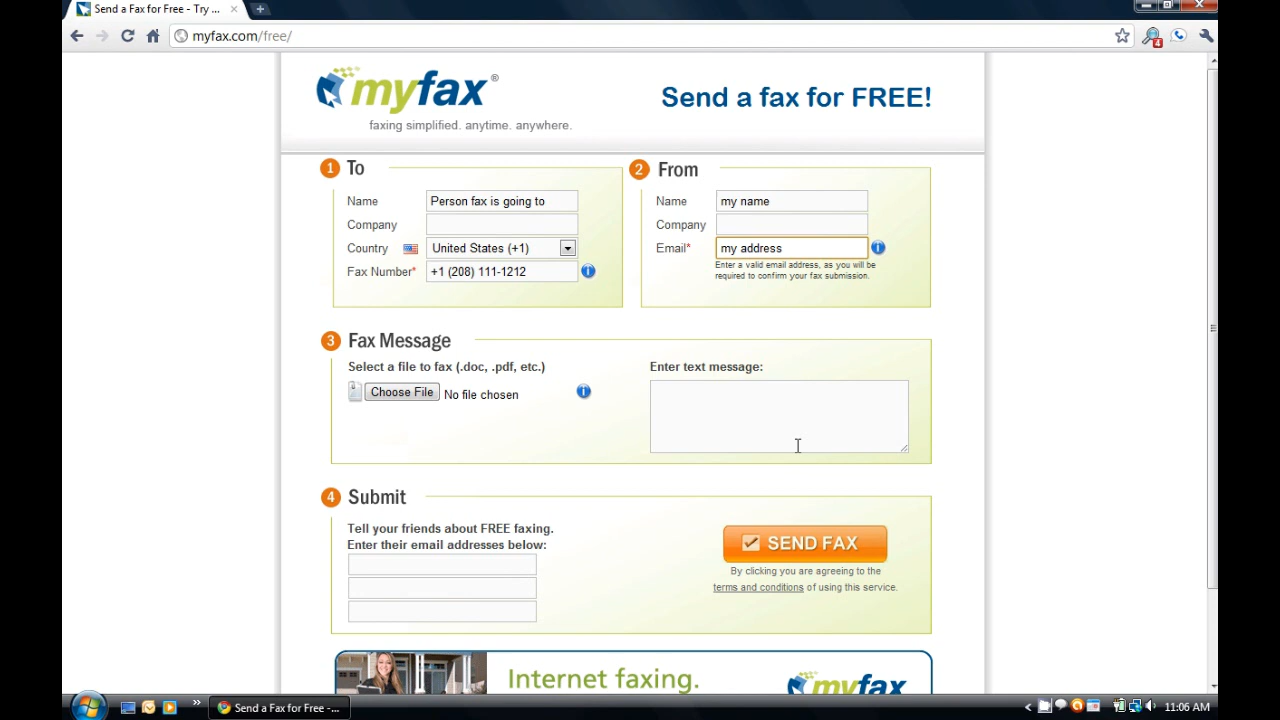 Send a Fax for Free - Try ...
myfax.com/free/
4
myfax®
faxing simplified. anytime. anywhere.
Send a fax for FREE!
1 To
Name Person fax is going to
Company
Country United States (+1)
Fax Number* +1 (208) 111-1212
2 From
Name my name
Company
Email* my address
Enter a valid email address, as you will be
required to confirm your fax submission.
3 Fax Message
Select a file to fax (.doc, .pdf, etc.)
Choose File No file chosen
Enter text message:
4 Submit
Tell your friends about FREE faxing.
Enter their email addresses below:
SEND FAX
By clicking you are agreeing to the
terms and conditions of using this service.
Internet faxing.
myfax
Send a Fax for Free -...
11:06 AM